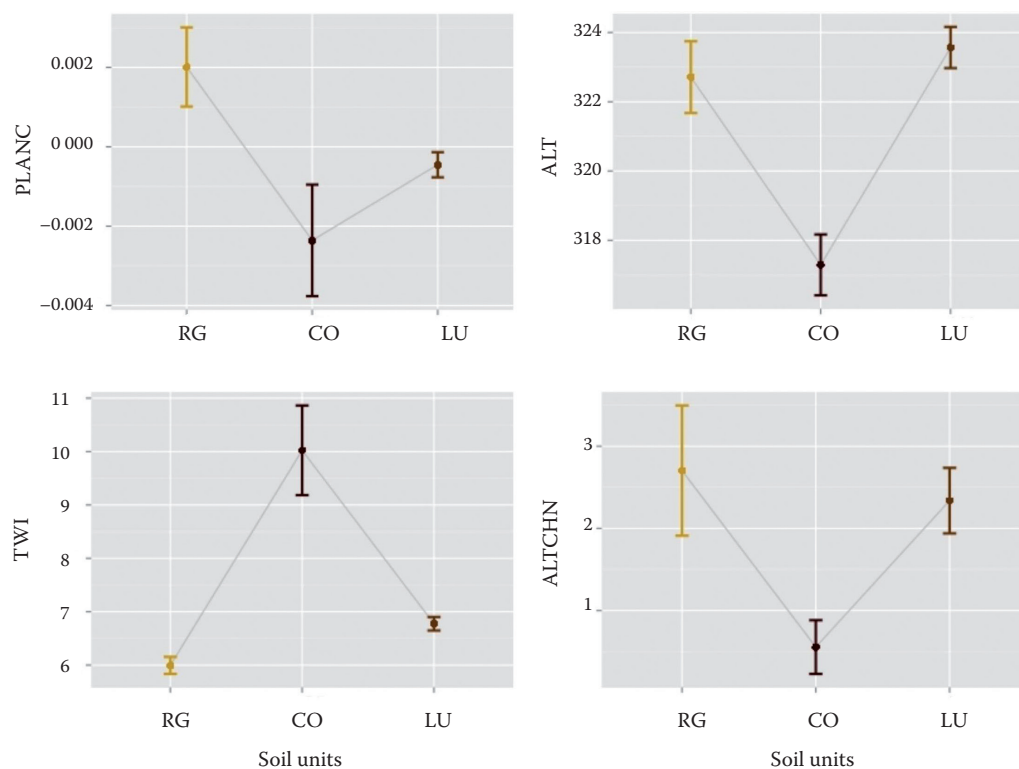 PLANC
0.002
0 000
−0.002
−0.004
RG CO LU
ALT
324
322
320
318
RG CO LU
TWI
11
10
9
8
7
6
RG CO LU
Soil units
ALTCHN
3
2
1
RG CO LU
Soil units